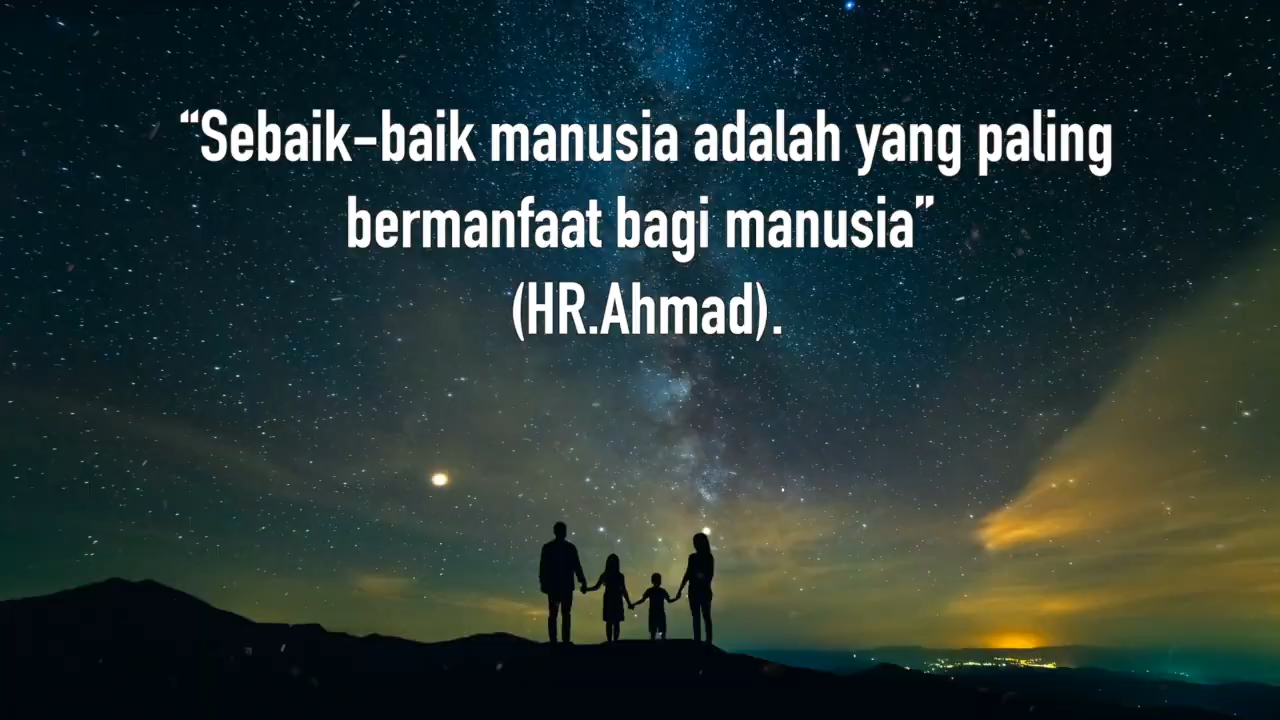 “Sebaik-baik manusia adalah yang paling
bermanfaat bagi manusia”
(HR.Ahmad).